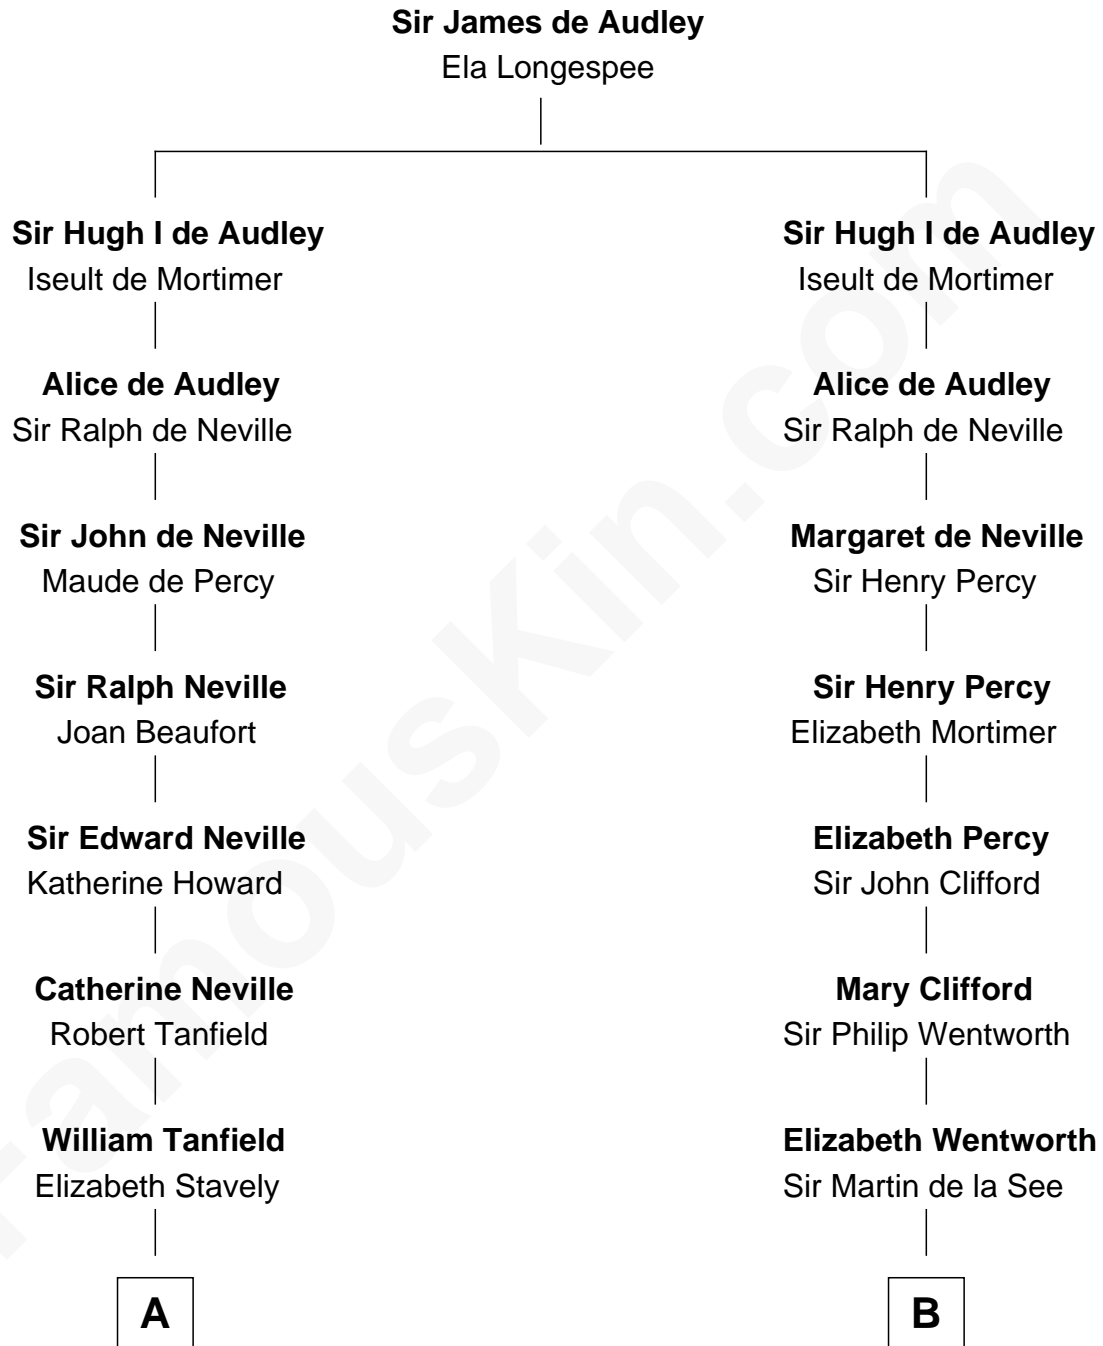 Sir James de Audley
Ela Longespee
Sir Hugh I de Audley
Iseult de Mortimer
Sir Hugh I de Audley
Iseult de Mortimer
Alice de Audley
Sir Ralph de Neville
Alice de Audley
Sir Ralph de Neville
Sir John de Neville
Maude de Percy
Margaret de Neville
Sir Henry Percy
Sir Ralph Neville
Joan Beaufort
Sir Henry Percy
Elizabeth Mortimer
Sir Edward Neville
Katherine Howard
Elizabeth Percy
Sir John Clifford
Catherine Neville
Robert Tanfield
Mary Clifford
Sir Philip Wentworth
William Tanfield
Elizabeth Stavely
Elizabeth Wentworth
Sir Martin de la See
A
B
FamousKin.com